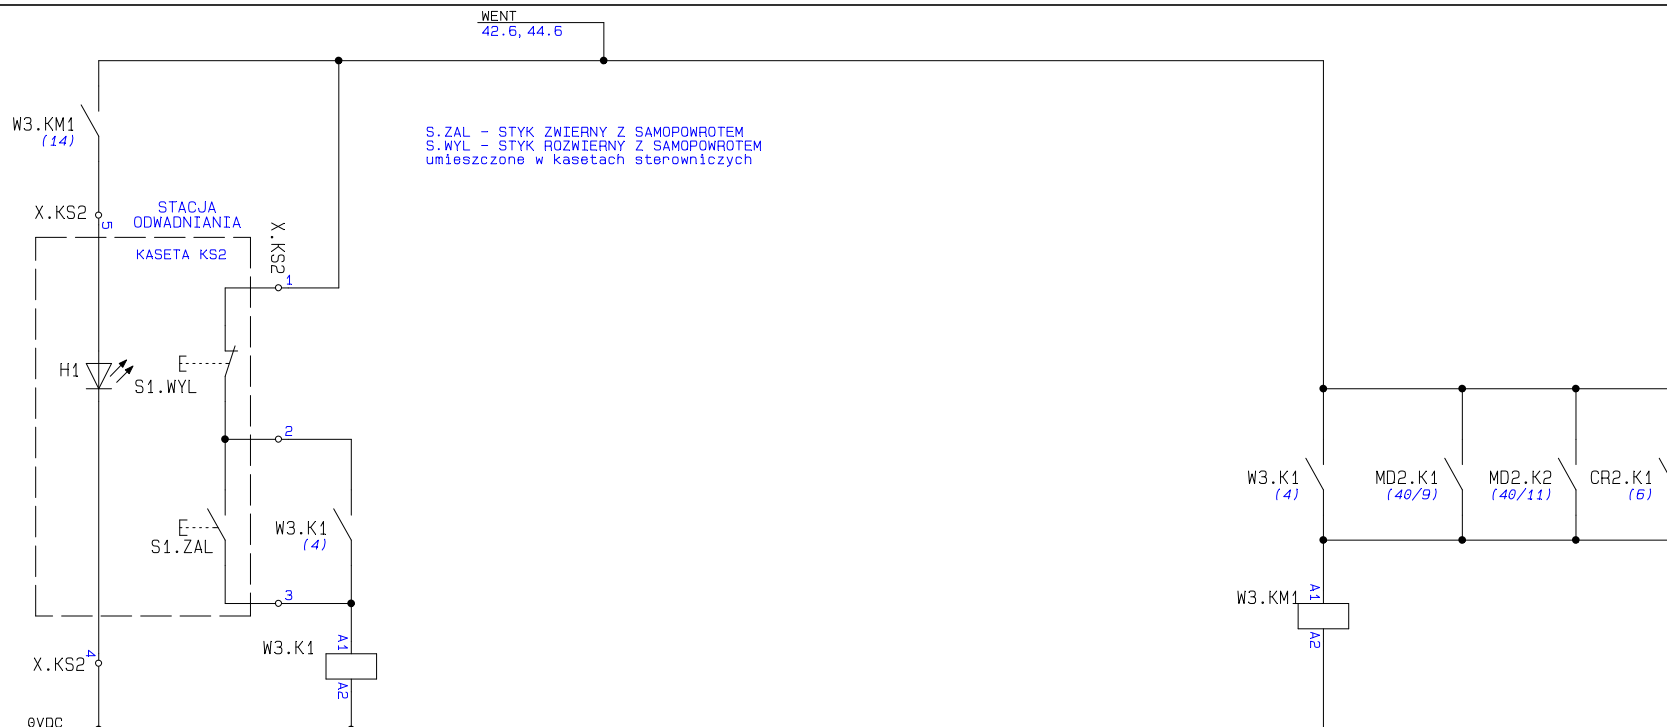 WENT
42.6, 44.6
W3.KM1
(14)
S.ZAL - STYK ZWIERNY Z SAMOPOWROTEM
S.WYL - STYK ROZWIERNY Z SAMOPOWROTEM
umieszczone w kasetach sterowniczych
X.KS2
5
STACJA
ODWADNIANIA
KASETA KS2
X.KS2
1
H1
S1.WYL
2
W3.K1
(4)
MD2.K1
(40/9)
MD2.K2
(40/11)
CR2.K1
(6)
S1.ZAL
W3.K1
(4)
3
W3.KM1
A1
A2
W3.K1
A1
A2
X.KS2
4
0VDC